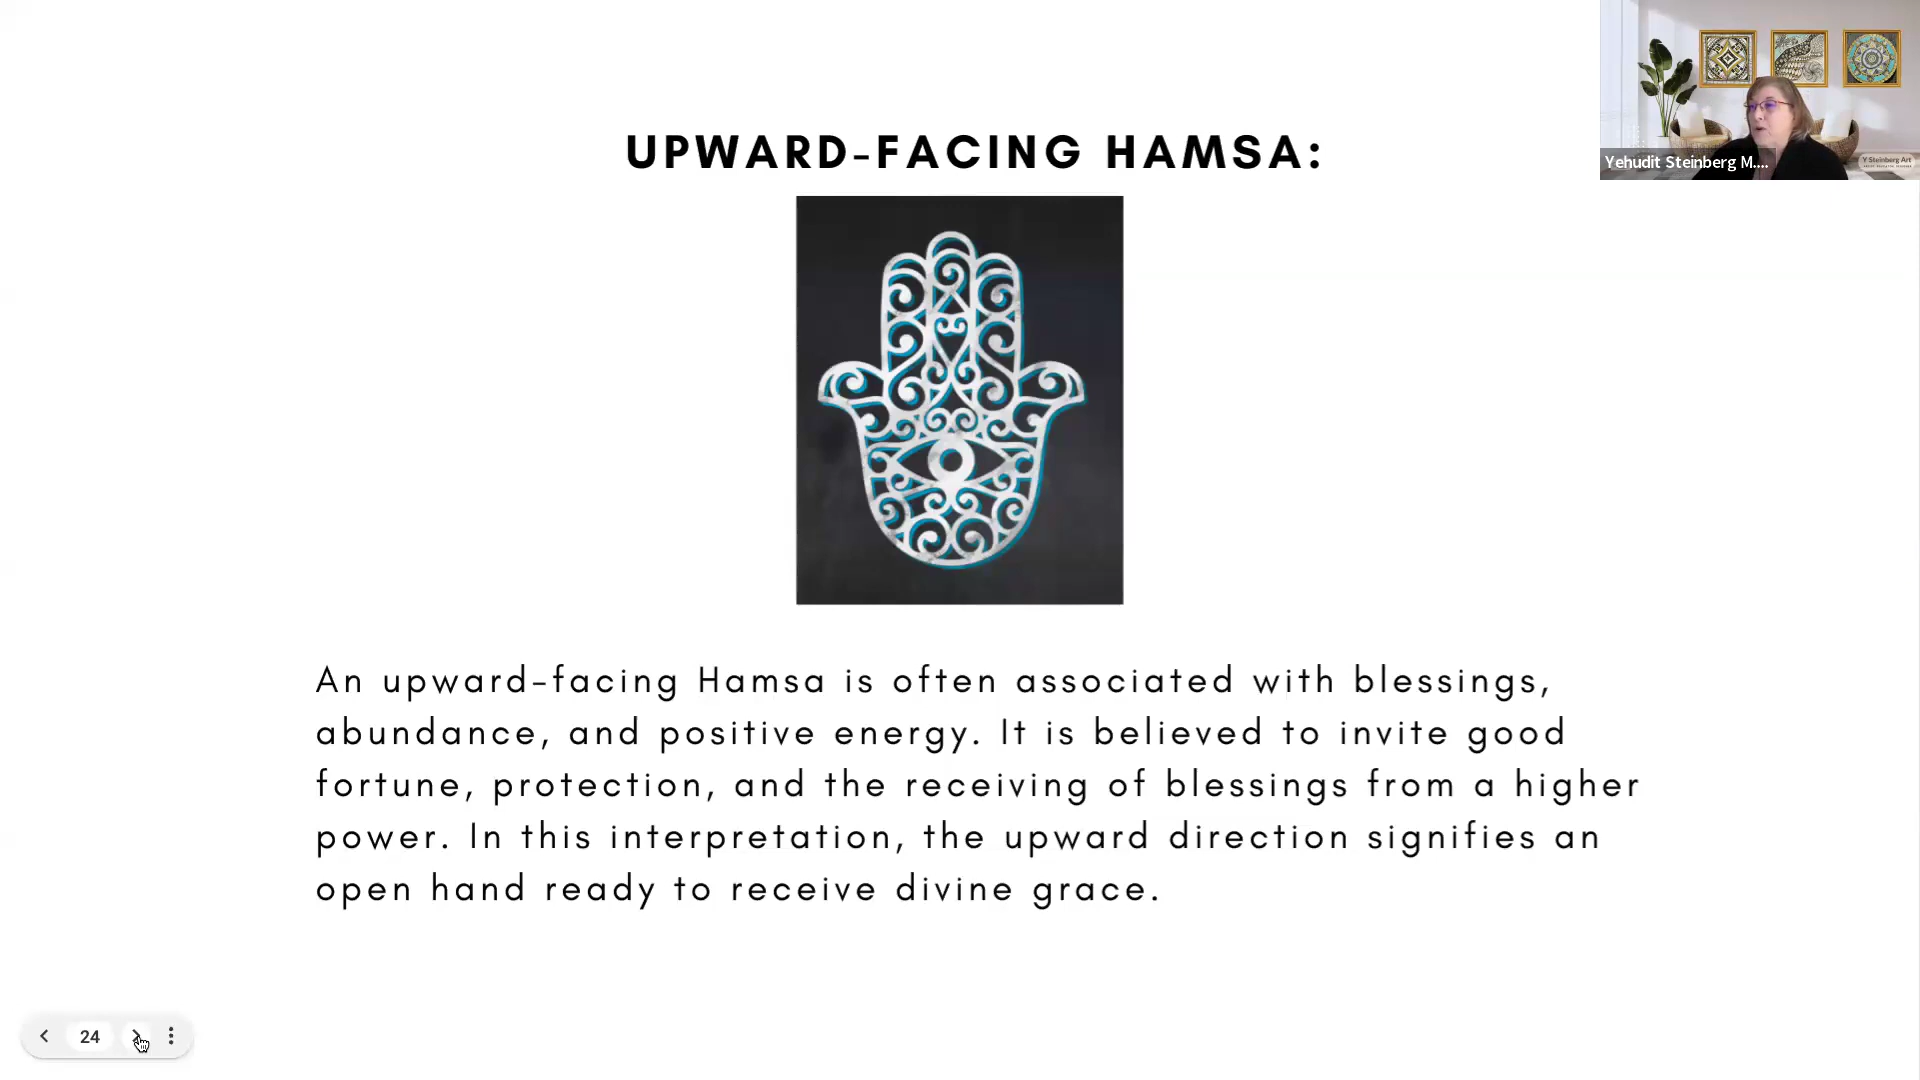 UPWARD-FACING HAMSA:
Yehudit Steinberg M....
Y Steinberg Art
An upward-facing Hamsa is often associated with blessings,
abundance, and positive energy. It is believed to invite good
fortune, protection, and the receiving of blessings from a higher
power. In this interpretation, the upward direction signifies an
open hand ready to receive divine grace.
24